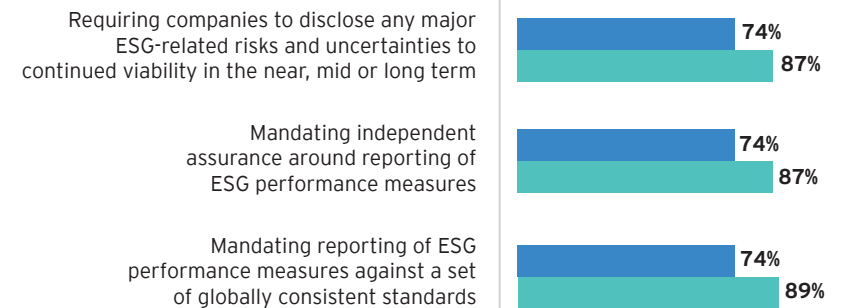 Requiring companies to disclose any major
ESG-related risks and uncertainties to
continued viability in the near, mid or long term
74%
87%
Mandating independent
assurance around reporting of
ESG performance measures
74%
87%
Mandating reporting of ESG
performance measures against a set
of globally consistent standards
74%
89%